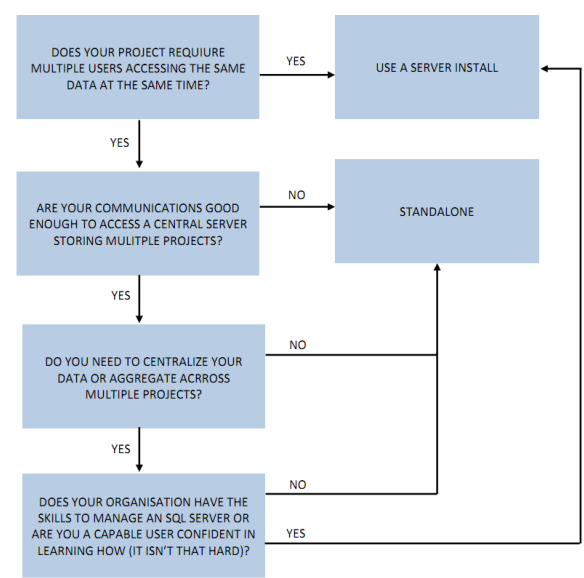 DOES YOUR PROJECT REQUIURE
MULTIPLE USERS ACCESSING THE SAME
DATA AT THE SAME TIME?
YES
USE A SERVER INSTALL
YES
ARE YOUR COMMUNICATIONS GOOD
ENOUGH TO ACCESS A CENTRAL SERVER
STORING MULITPLE PROJECTS?
NO
STANDALONE
YES
DO YOU NEED TO CENTRALIZE YOUR
DATA OR AGGREGATE ACRROSS
MULTIPLE PROJECTS?
NO
YES
DOES YOUR ORGANISATION HAVE THE
SKILLS TO MANAGE AN SQL SERVER OR
ARE YOU A CAPABLE USER CONFIDENT IN
LEARNING HOW (IT ISN'T THAT HARD)?
NO
YES